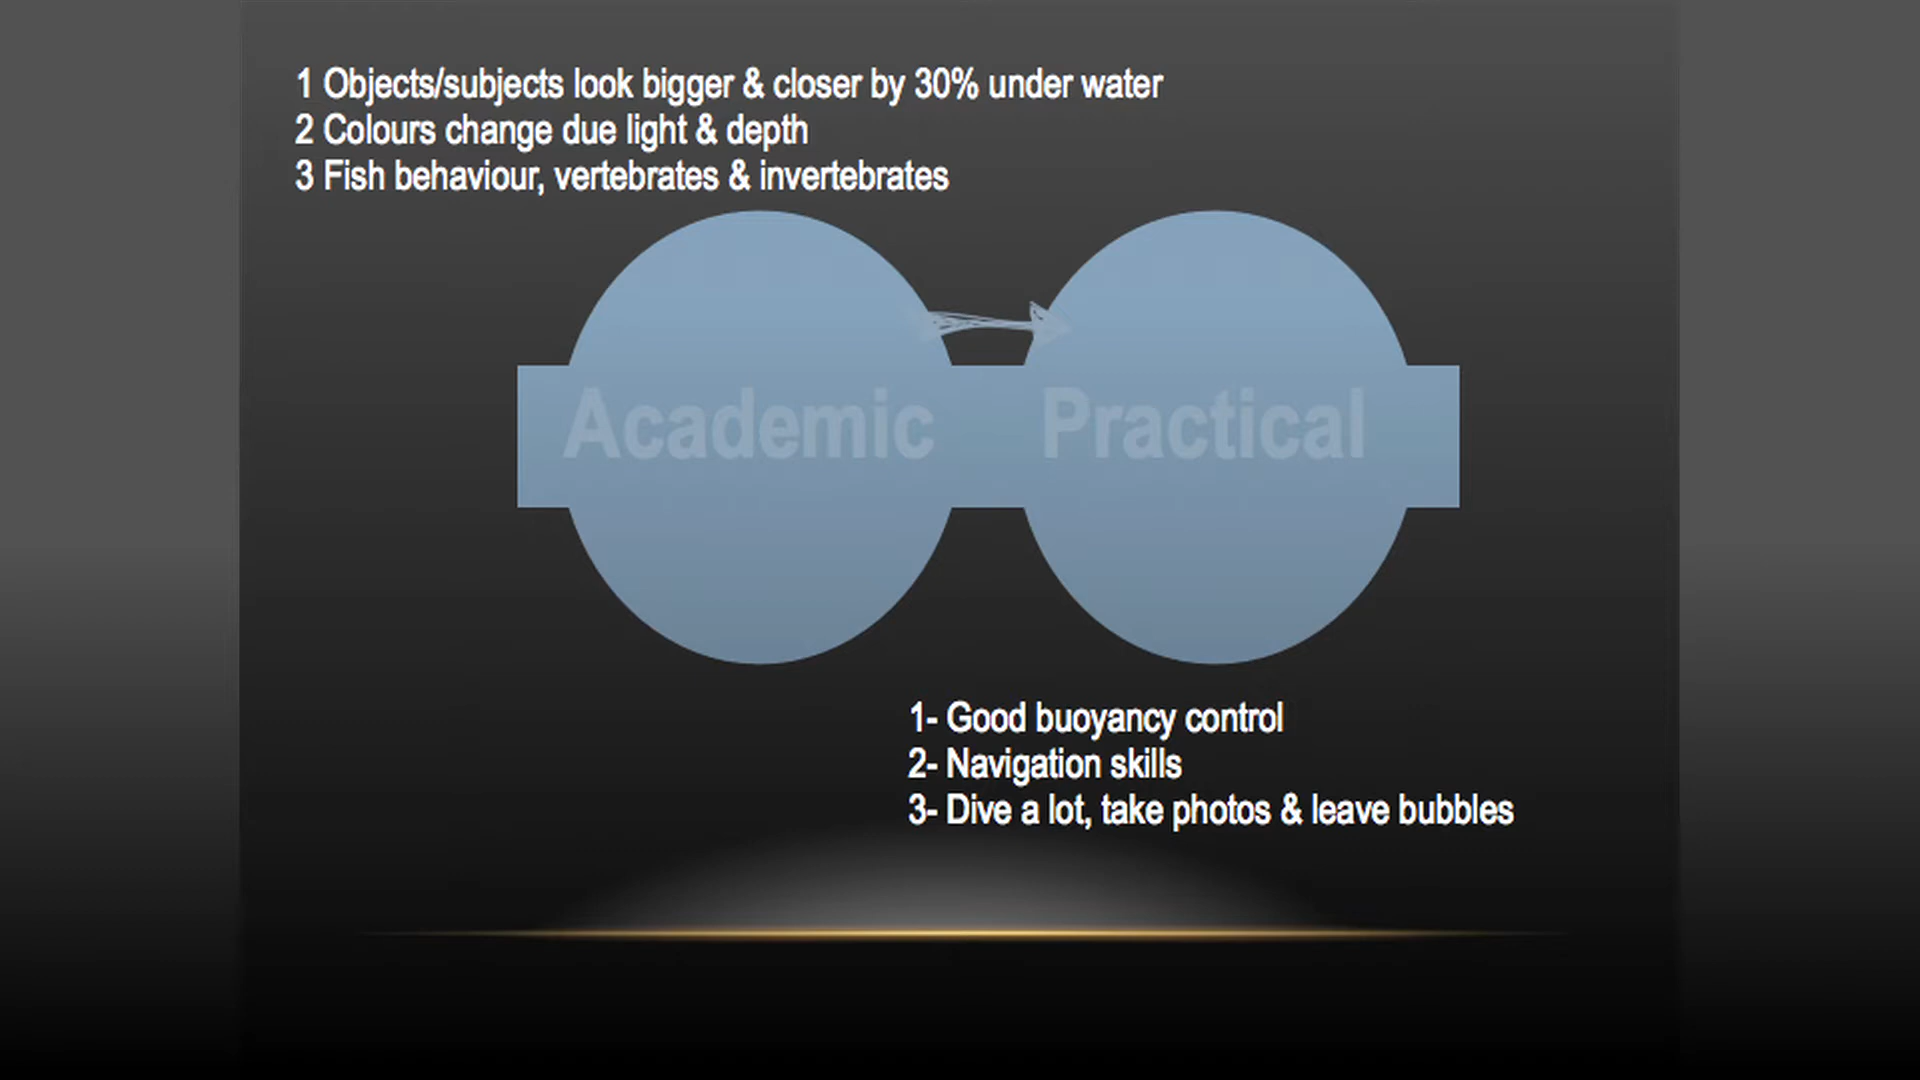 1 Objects/subjects look bigger & closer by 30% under water
2 Colours change due light & depth
3 Fish behaviour, vertebrates & invertebrates
Academic Practical
1- Good buoyancy control
2- Navigation skills
3- Dive a lot, take photos & leave bubbles